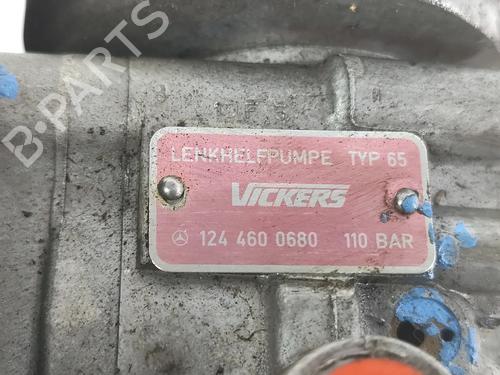 LENKHELFPUMPE TYP 65
VICKERS
124 460 0680 110 BAR
B-PARTS